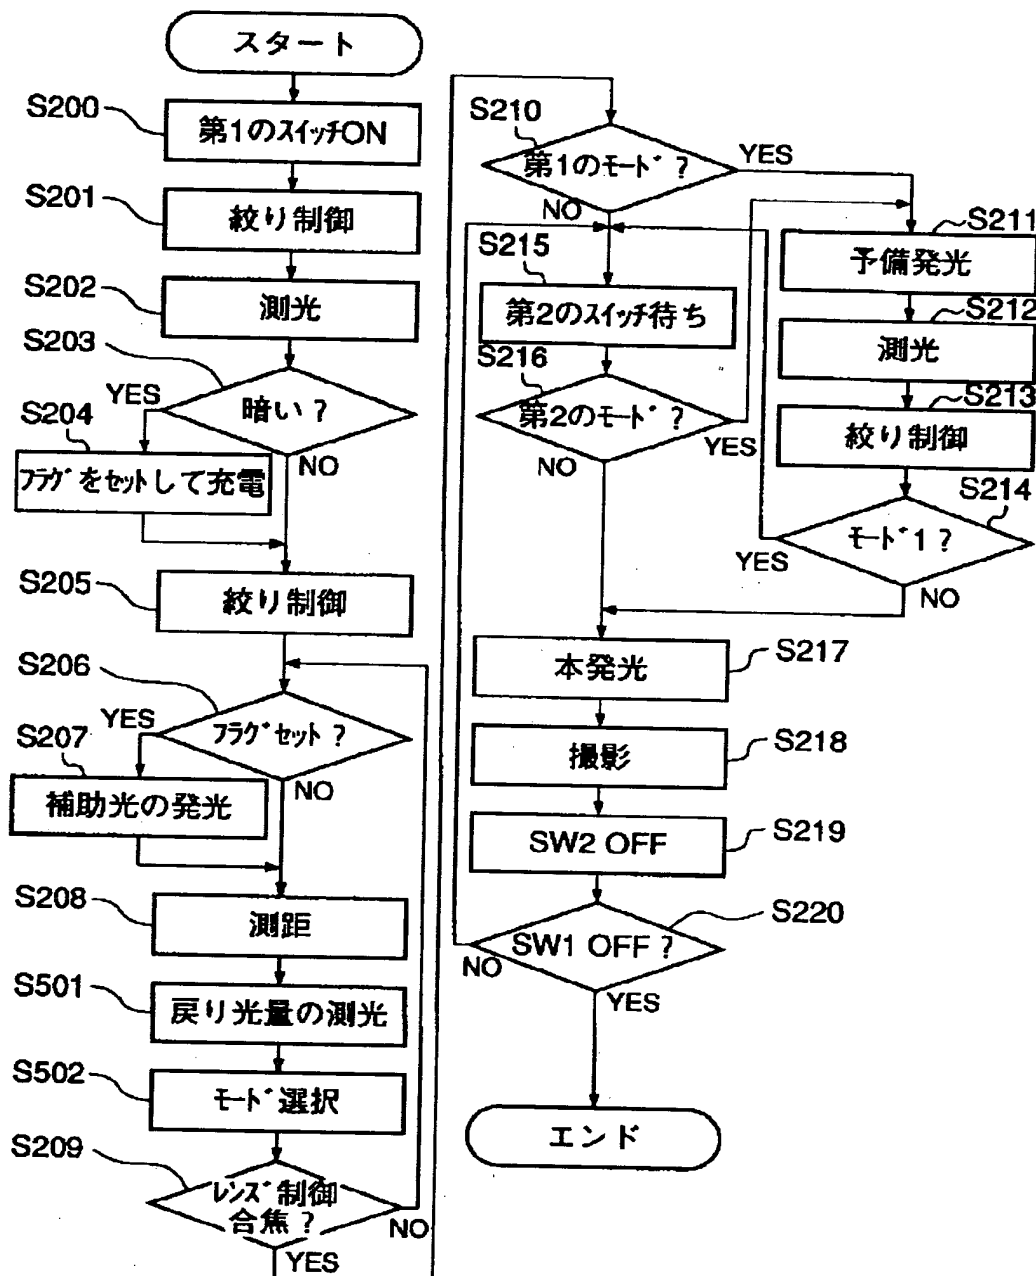 スタート
S200
第1のスイッチON
S201
絞り制御
S202
測光
S203
暗い?
YES
NO
S204
フラグをセットして充電
S205
絞り制御
S206
フラグセット?
YES
NO
S207
補助光の発光
S208
測距
S501
戻り光量の測光
S502
モード選択
S209
レンズ制御
合焦?
NO
YES
S210
第1のモード?
YES
NO
S211
予備発光
S212
測光
S213
絞り制御
S214
モード1?
YES
NO
S215
第2のスイッチ待ち
S216
第2のモード?
YES
NO
S217
本発光
S218
撮影
S219
SW2 OFF
S220
SW1 OFF?
NO
YES
エンド